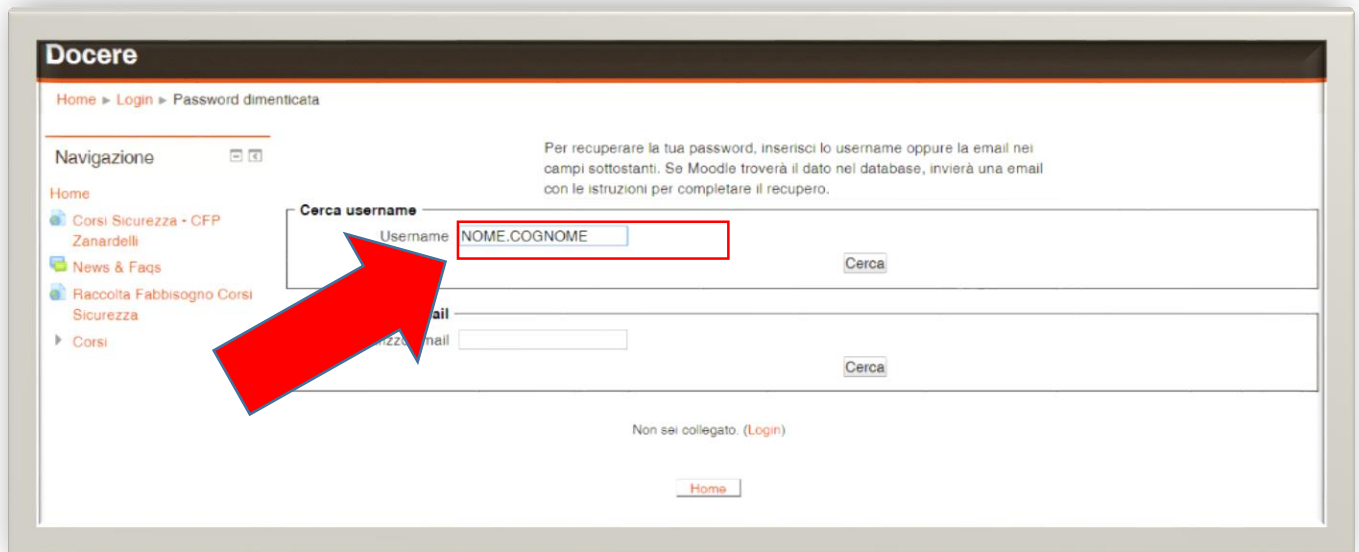 Docere
Home ► Login ► Password dimenticata
Navigazione
Home
Corsi Sicurezza - CFP
Zanardelli
News & Faqs
Raccolta Fabbisogno Corsi
Sicurezza
Corsi
Per recuperare la tua password, inserisci lo username oppure la email nei
campi sottostanti. Se Moodle troverà il dato nel database, invierà una email
con le istruzioni per completare il recupero.
Cerca username
Username NOME.COGNOME
Cerca
Cerca
Non sei collegato. (Login)
Home